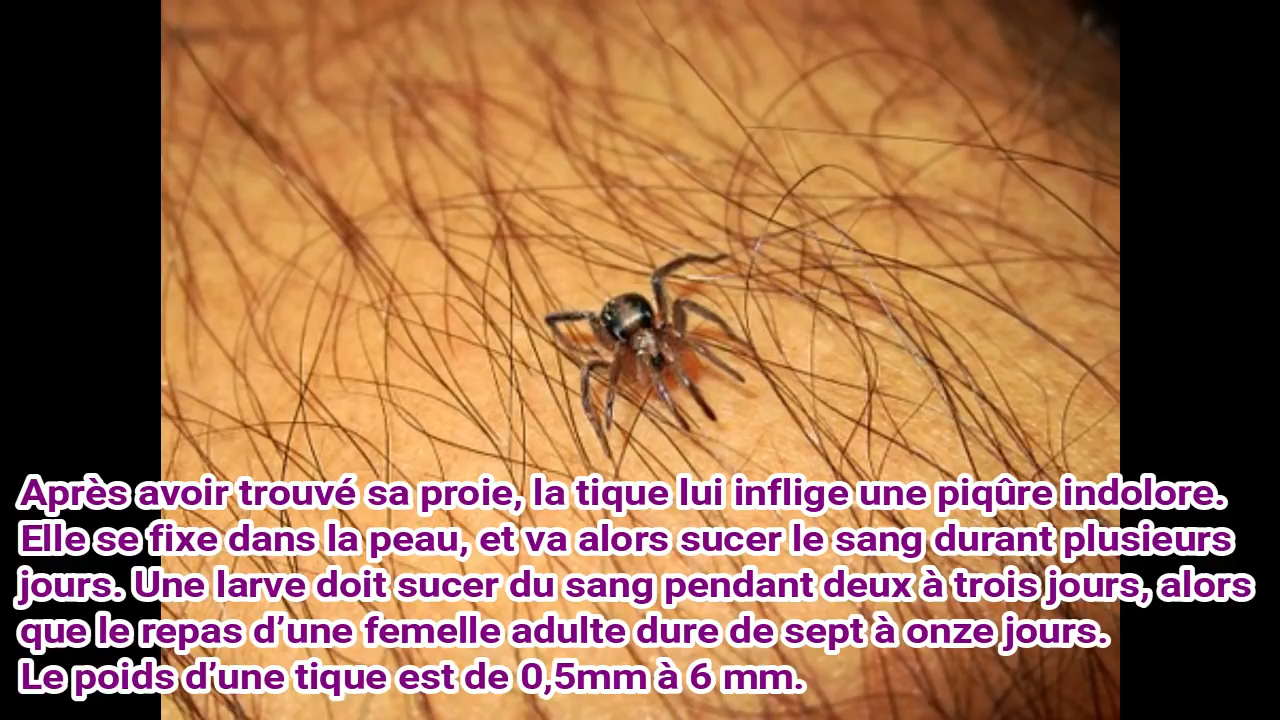 Après avoir trouvé sa proie, la tique lui inflige une piqûre indolore.
Elle se fixe dans la peau, et va alors sucer le sang durant plusieurs
jours. Une larve doit sucer du sang pendant deux à trois jours, alors
que le repas d’une femelle adulte dure de sept à onze jours.
Le poids d’une tique est de 0,5mm à 6 mm.